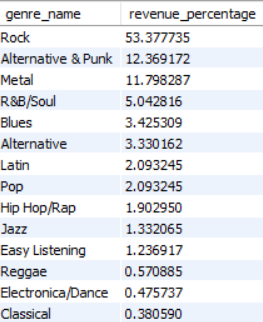 genre_name revenue_percentage
Rock 53.377735
Alternative & Punk 12.369172
Metal 11.798287
R&B/Soul 5.042816
Blues 3.425309
Alternative 3.330162
Latin 2.093245
Pop 2.093245
Hip Hop/Rap 1.902950
Jazz 1.332065
Easy Listening 1.236917
Reggae 0.570885
Electronica/Dance 0.475737
Classical 0.380590